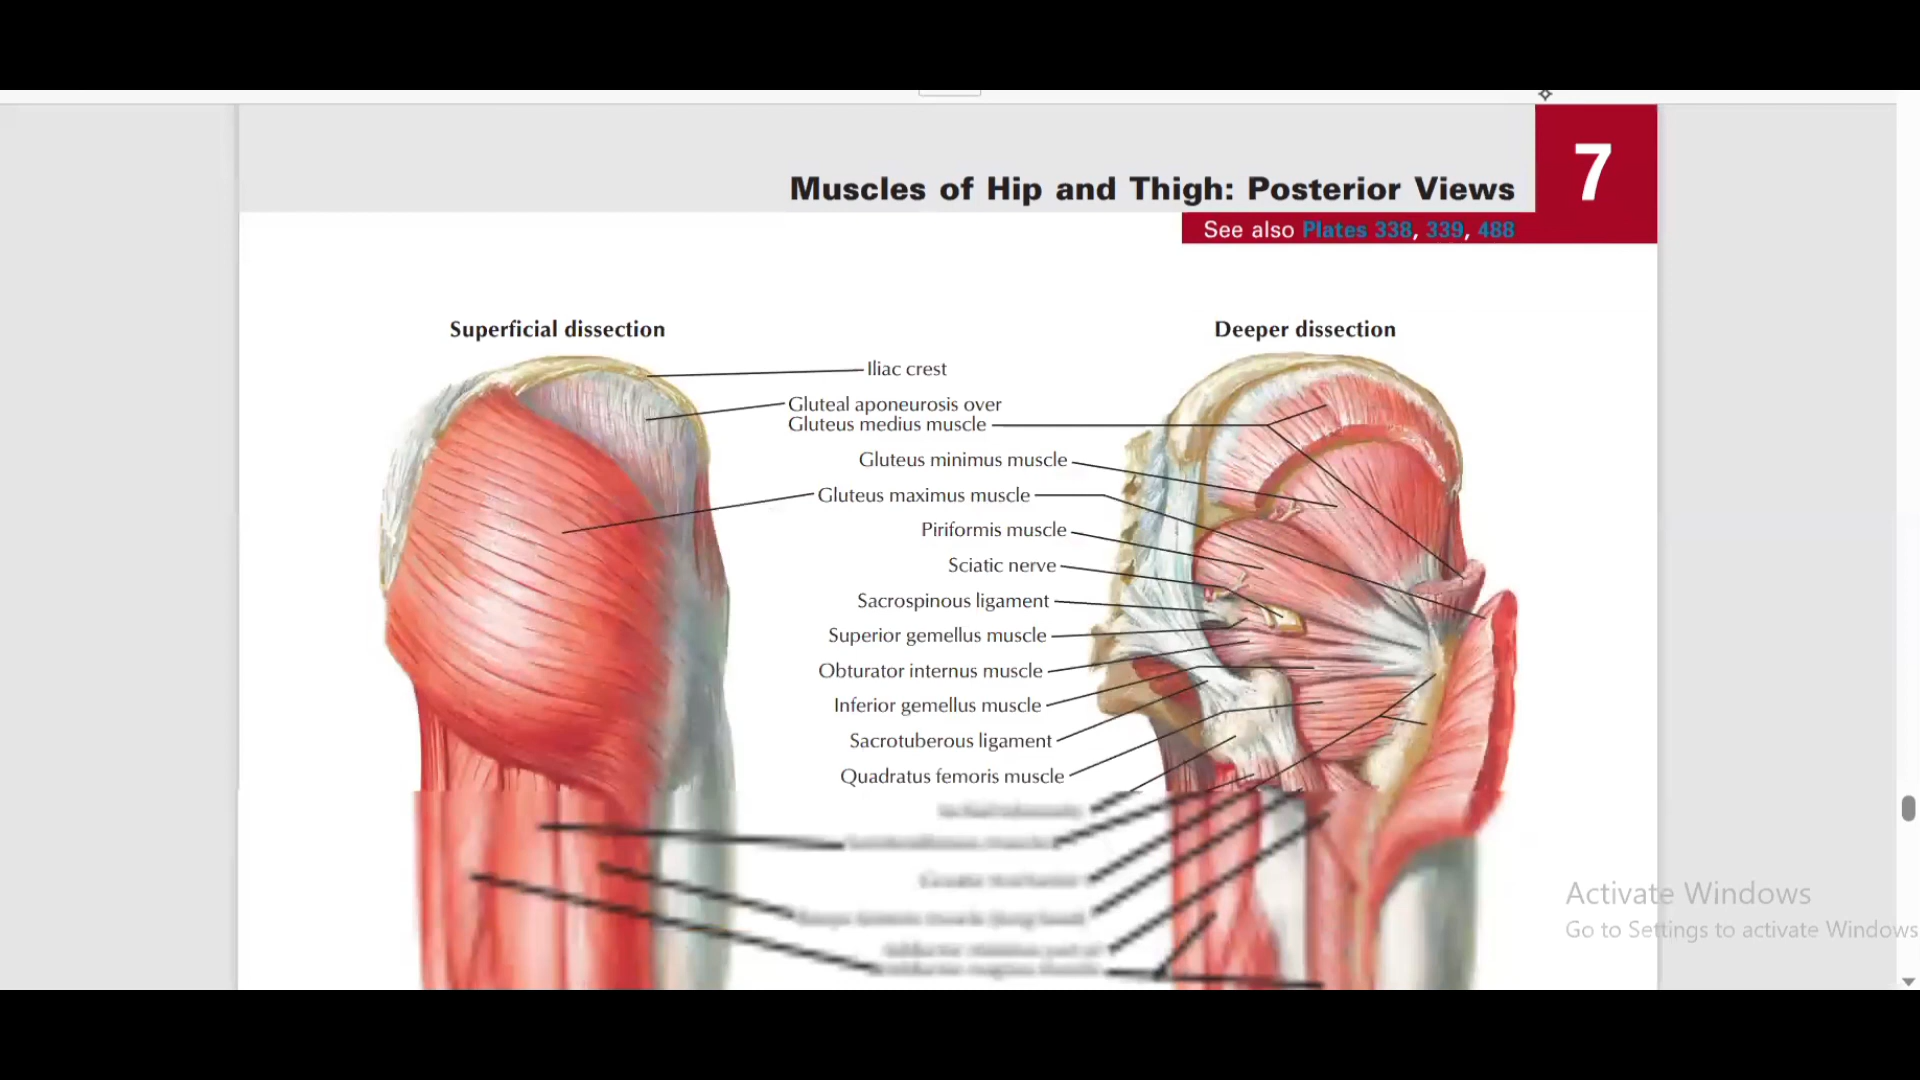 7
Muscles of Hip and Thigh: Posterior Views
See also Plates 338, 339, 488
Superficial dissection
Deeper dissection
Iliac crest
Gluteal aponeurosis over
Gluteus medius muscle
Gluteus minimus muscle
Gluteus maximus muscle
Piriformis muscle
Sciatic nerve
Sacrospinous ligament
Superior gemellus muscle
Obturator internus muscle
Inferior gemellus muscle
Sacrotuberous ligament
Quadratus femoris muscle
Activate Windows
Go to Settings to activate Windows